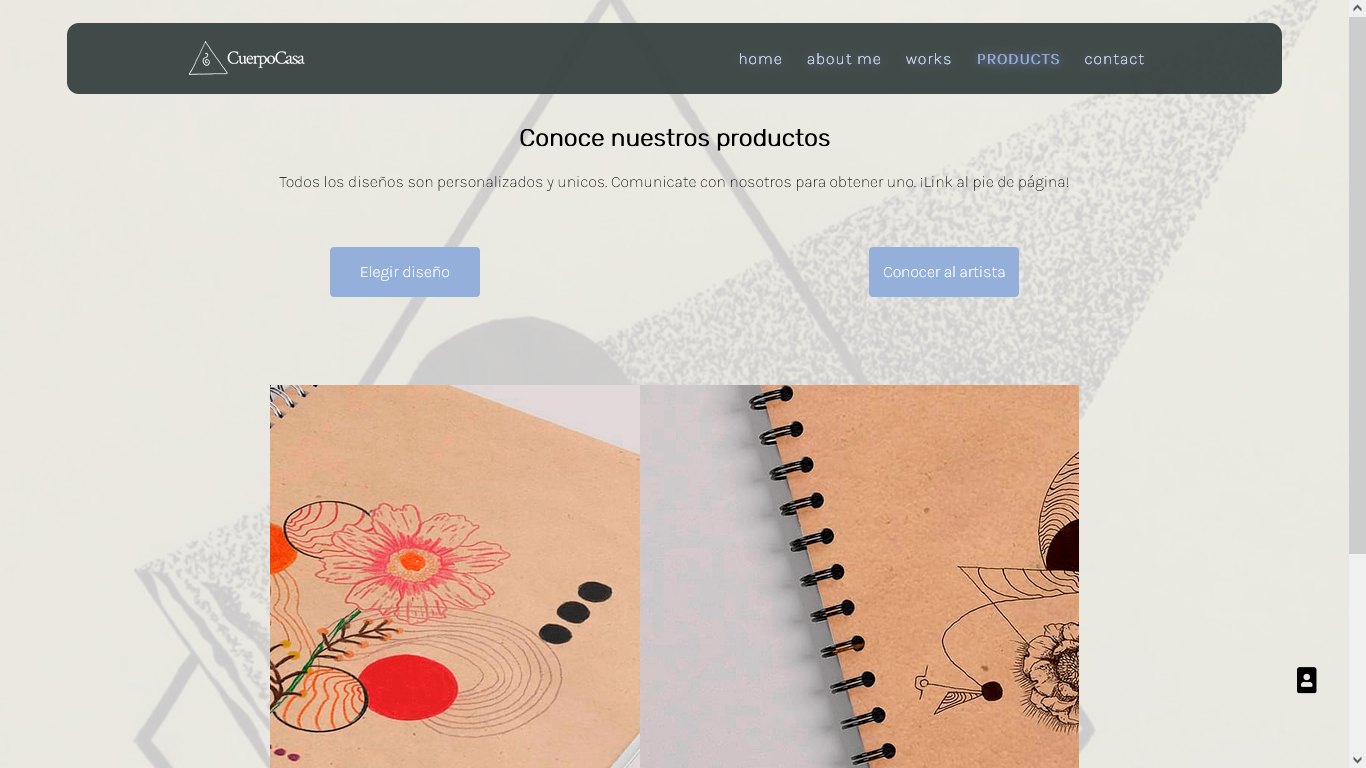 CuerpoCasa
home about me works PRODUCTS contact
Conoce nuestros productos
Todos los diseños son personalizados y unicos. Comunicate con nosotros para obtener uno. ¡Link al pie de página!
Elegir diseño
Conocer al artista